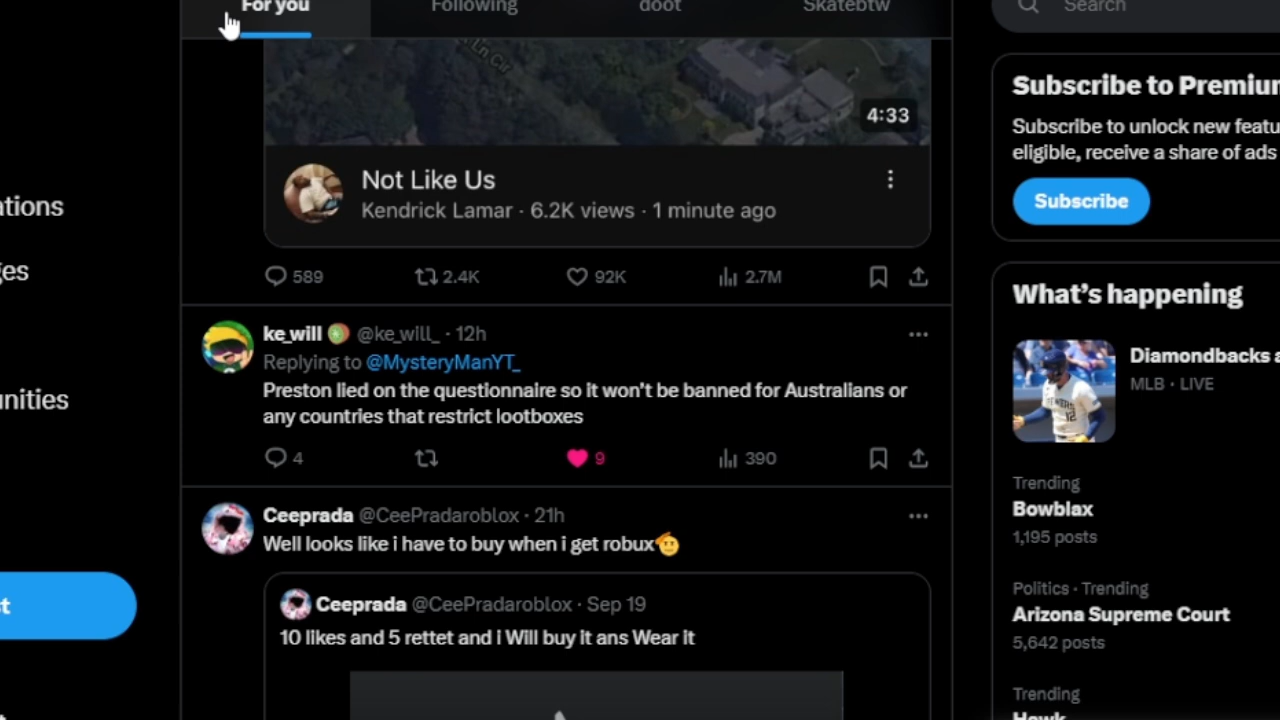 For you
Following
doot
Skatebtw
Search
Ln Cir
4:33
Not Like Us
Kendrick Lamar · 6.2K views · 1 minute ago
589
2.4K
92K
2.7M
ke_will @ke_will_ · 12h
Replying to @MysteryManYT_
Preston lied on the questionnaire so it won't be banned for Australians or
any countries that restrict lootboxes
4
9
390
Ceeprada @CeePradaroblox · 21h
Well looks like i have to buy when i get robux
Ceeprada @CeePradaroblox · Sep 19
10 likes and 5 rettet and i Will buy it ans Wear it
ations
ges
unities
st
Subscribe to Premium
Subscribe to unlock new featu
eligible, receive a share of ads
Subscribe
What's happening
Diamondbacks a
MLB · LIVE
Trending
Bowblax
1,195 posts
Politics · Trending
Arizona Supreme Court
5,642 posts
Trending
Hawk